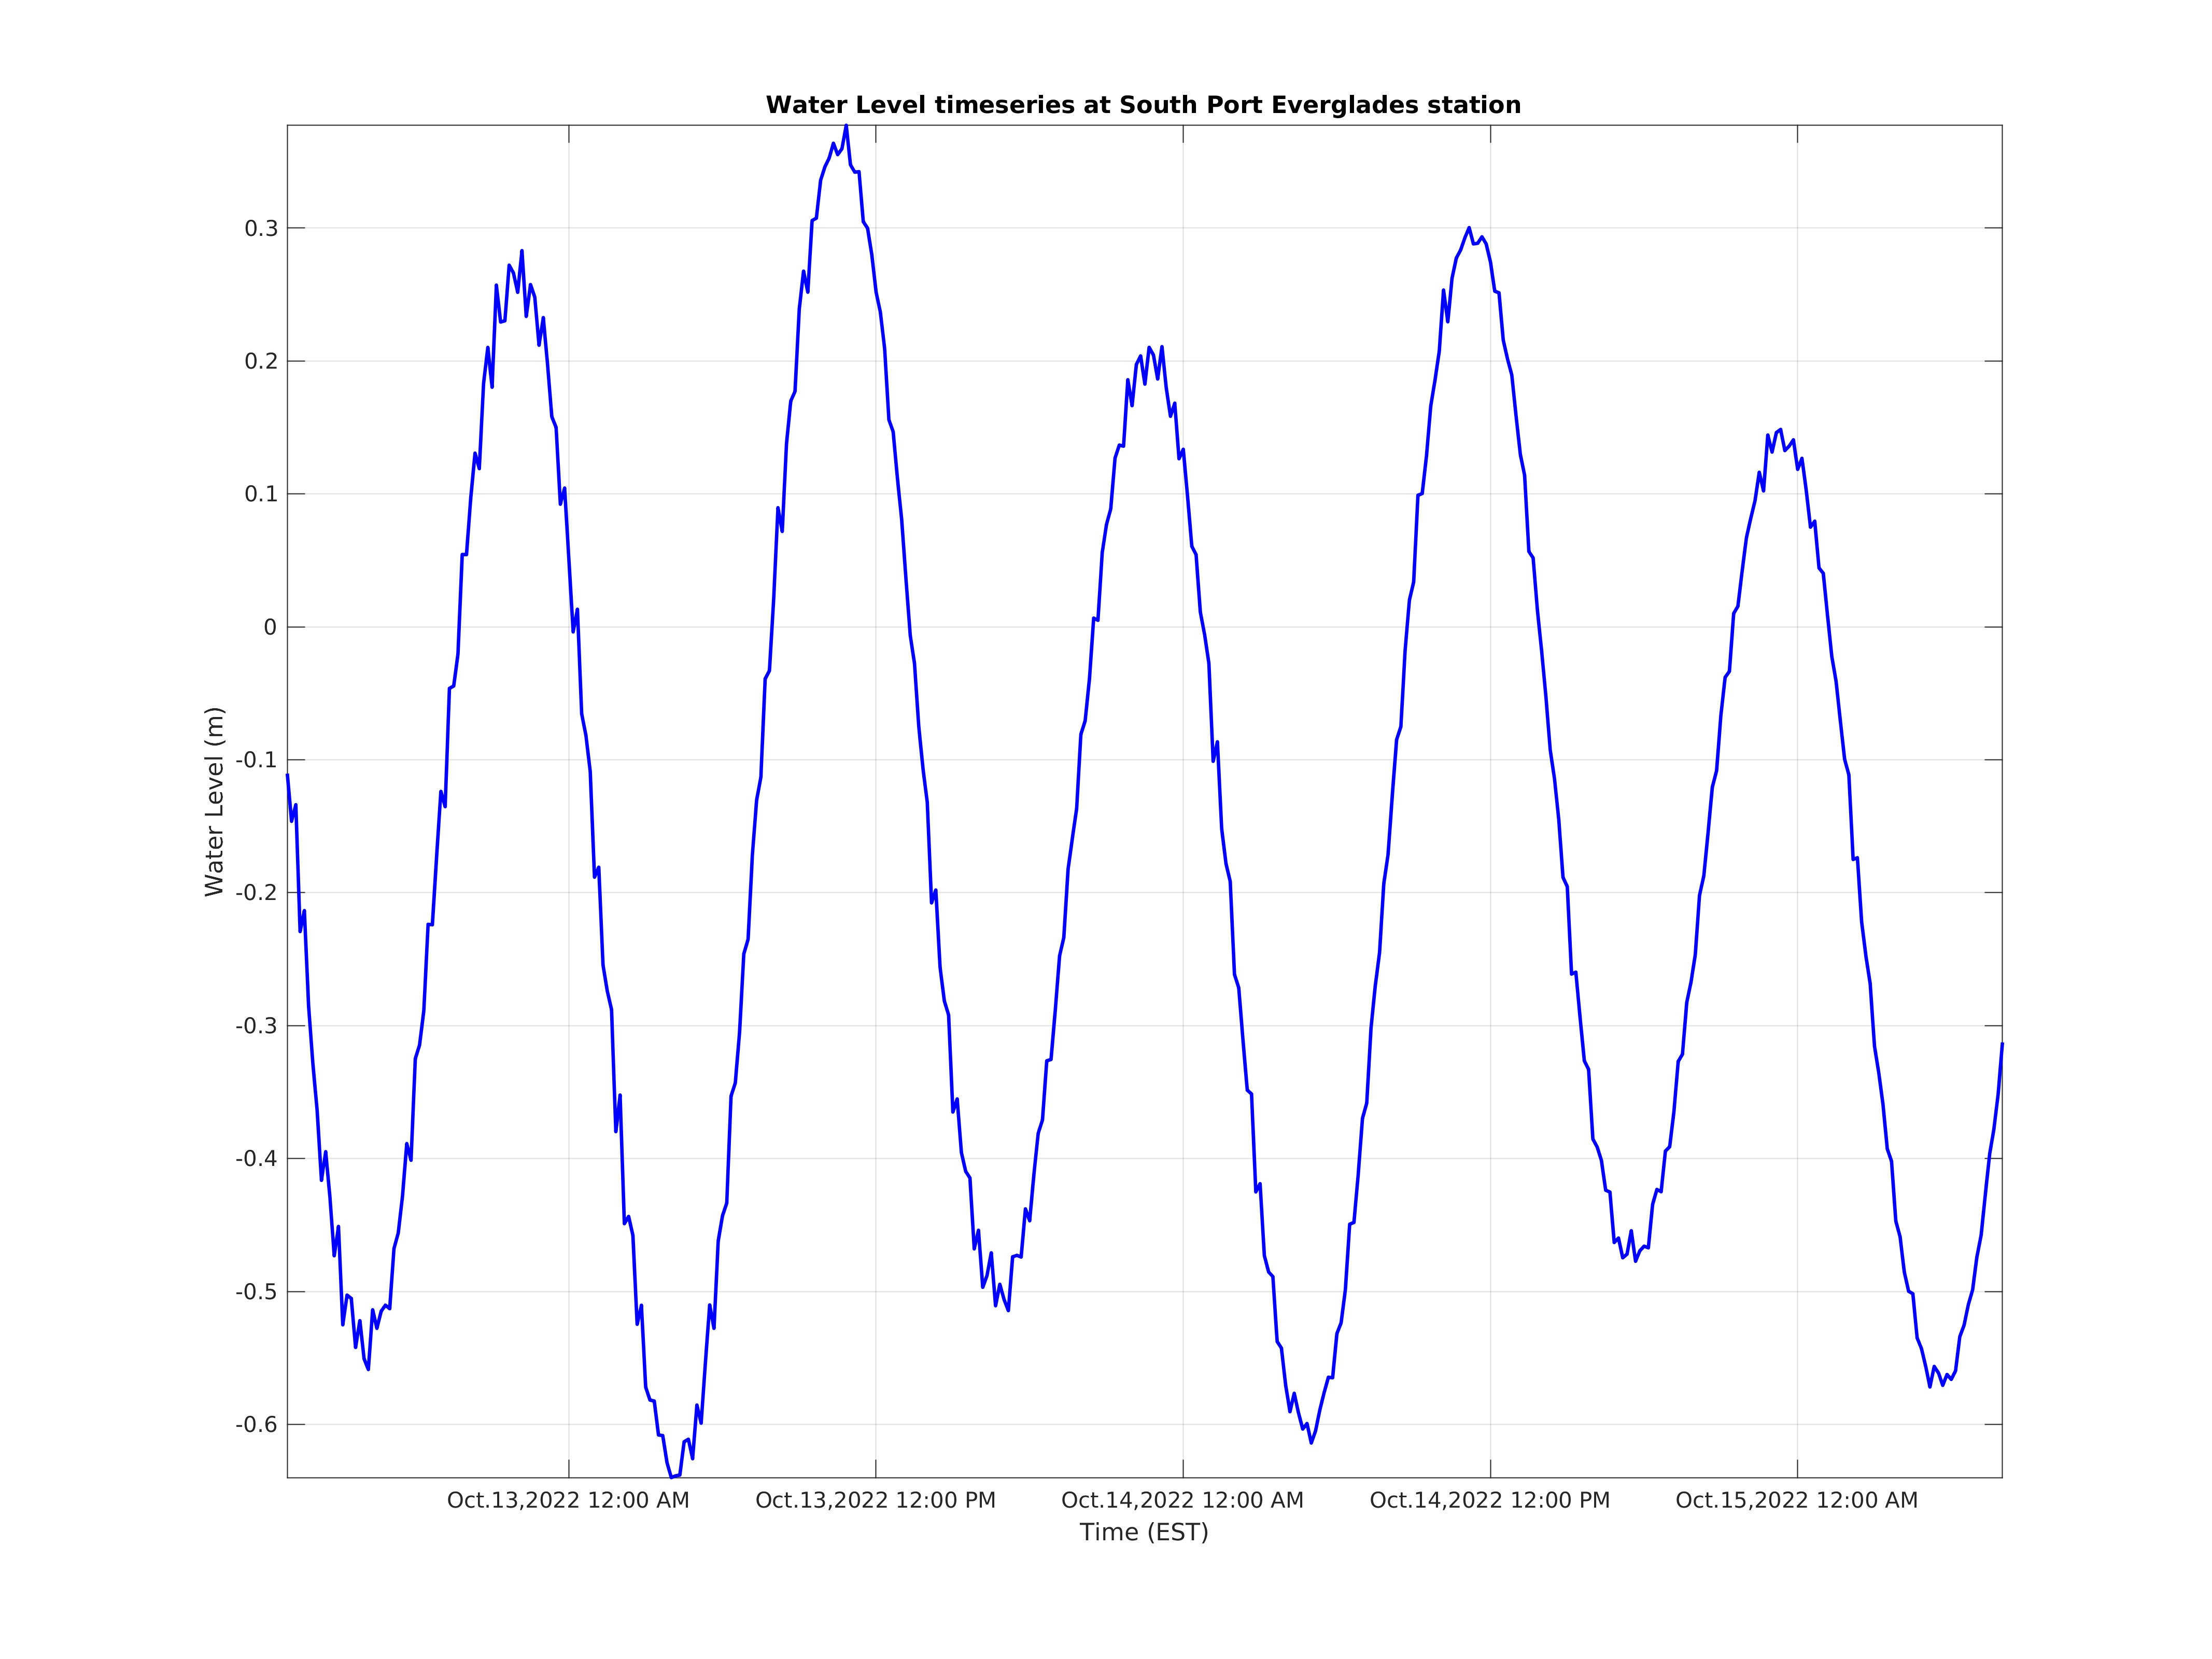 Water Level timeseries at South Port Everglades station
0.3
0.2
0.1
0
-0.1
-0.2
-0.3
-0.4
-0.5
-0.6
Water Level (m)
Oct.13,2022 12:00 AM
Oct.13,2022 12:00 PM
Oct.14,2022 12:00 AM
Oct.14,2022 12:00 PM
Oct.15,2022 12:00 AM
Time (EST)